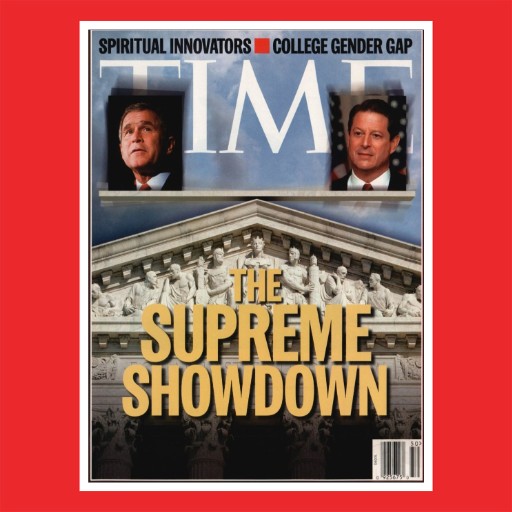 SPIRITUAL INNOVATORS ■ COLLEGE GENDER GAP
TIME
THE
SUPREME
SHOWDOWN